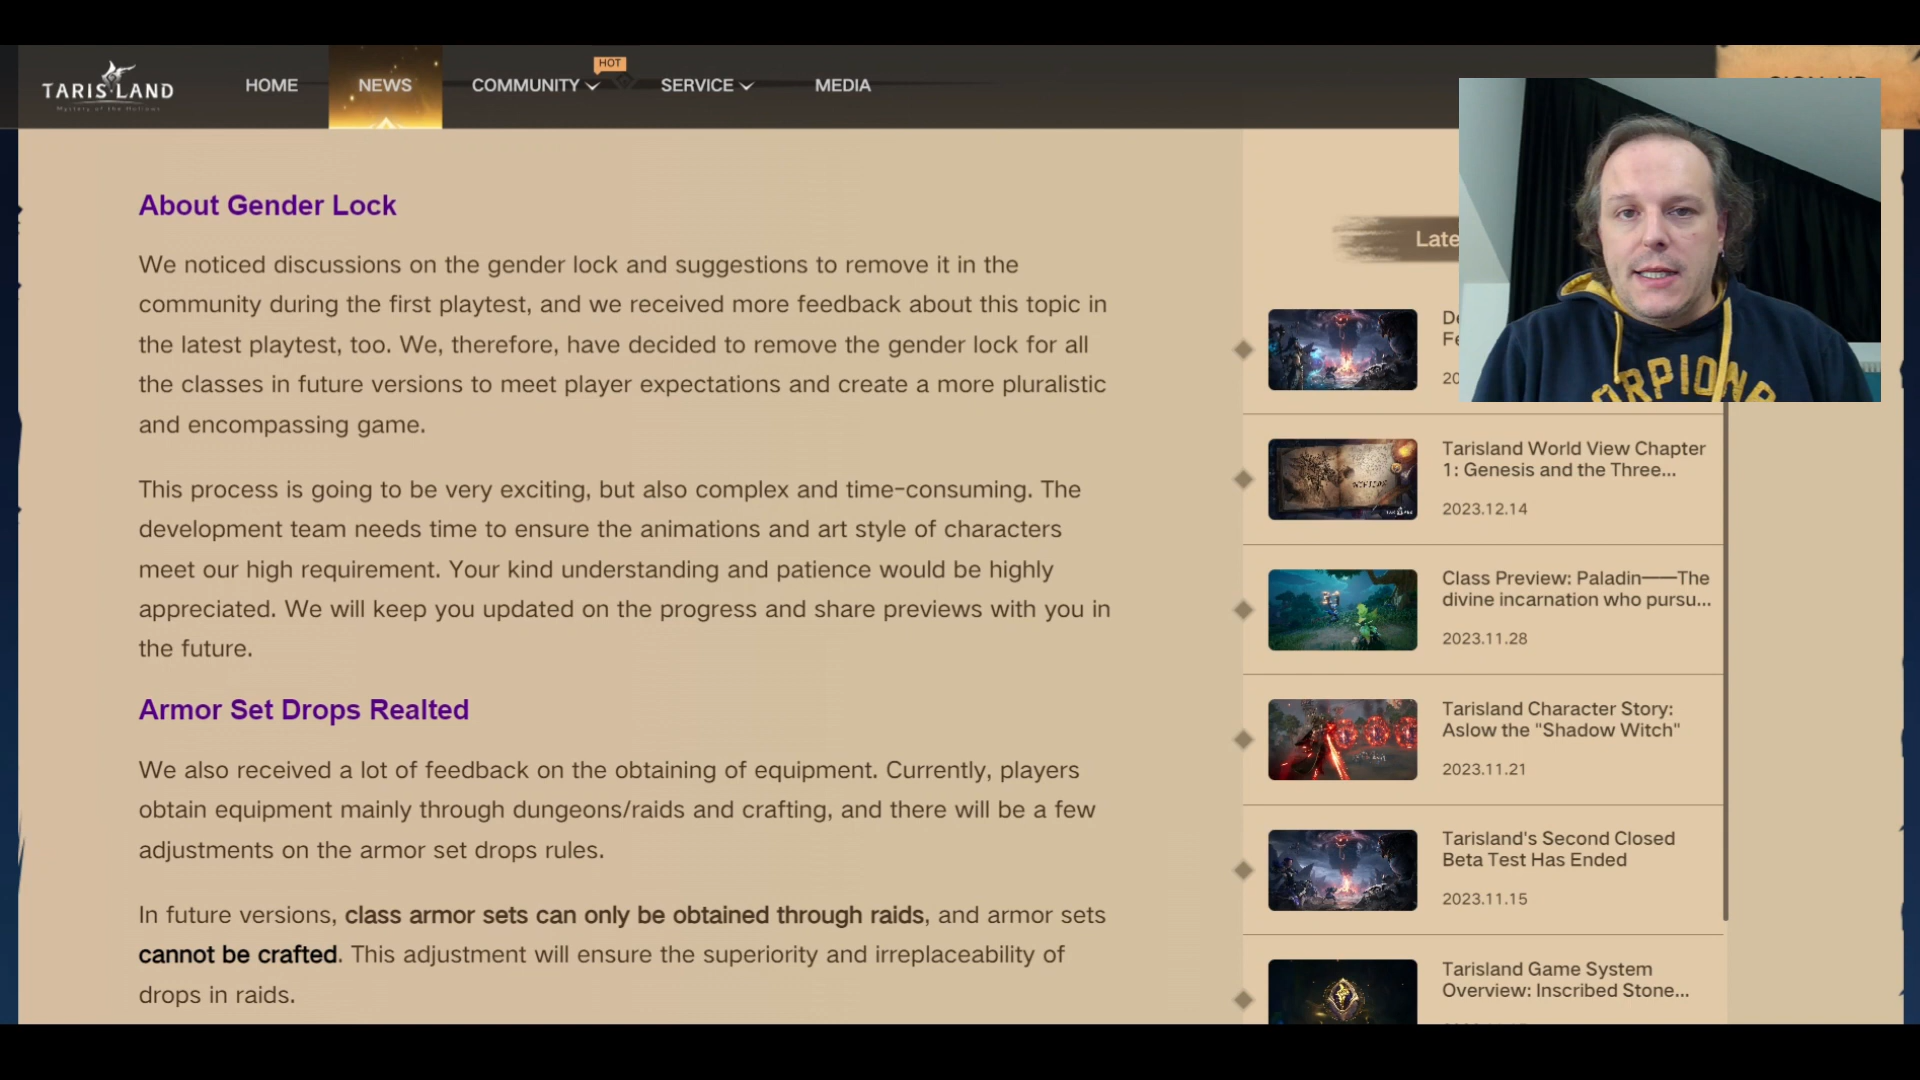 TARISLAND
HOME
NEWS
COMMUNITY
HOT
SERVICE
MEDIA
About Gender Lock
We noticed discussions on the gender lock and suggestions to remove it in the
community during the first playtest, and we received more feedback about this topic in
the latest playtest, too. We, therefore, have decided to remove the gender lock for all
the classes in future versions to meet player expectations and create a more pluralistic
and encompassing game.
This process is going to be very exciting, but also complex and time-consuming. The
development team needs time to ensure the animations and art style of characters
meet our high requirement. Your kind understanding and patience would be highly
appreciated. We will keep you updated on the progress and share previews with you in
the future.
Armor Set Drops Realted
We also received a lot of feedback on the obtaining of equipment. Currently, players
obtain equipment mainly through dungeons/raids and crafting, and there will be a few
adjustments on the armor set drops rules.
In future versions, class armor sets can only be obtained through raids, and armor sets
cannot be crafted. This adjustment will ensure the superiority and irreplaceability of
drops in raids.
Late
De
Fe
20
Tarisland World View Chapter
1: Genesis and the Three...
2023.12.14
Class Preview: Paladin——The
divine incarnation who pursu...
2023.11.28
Tarisland Character Story:
Aslow the "Shadow Witch"
2023.11.21
Tarisland's Second Closed
Beta Test Has Ended
2023.11.15
Tarisland Game System
Overview: Inscribed Stone...